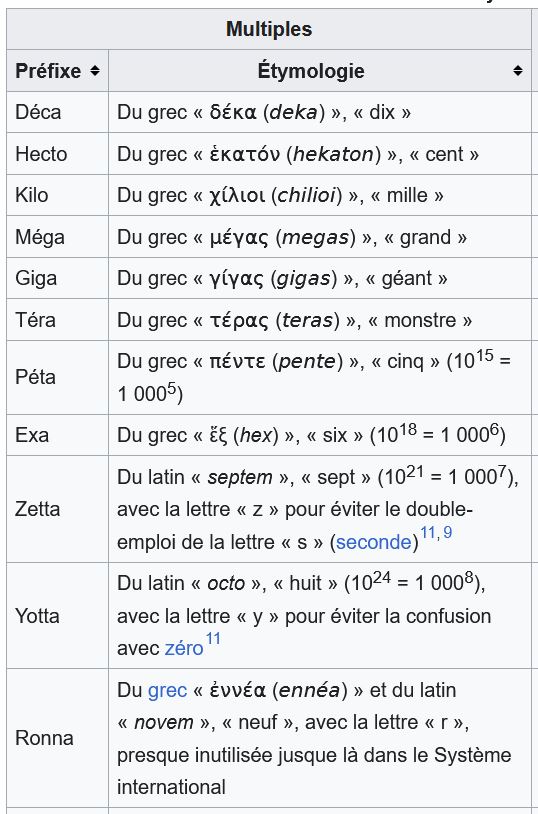 Multiples
Préfixe Étymologie
Déca Du grec « δέκα (deka) », « dix »
Hecto Du grec « ἑκατόν (hekaton) », « cent »
Kilo Du grec « χίλιοι (chilioi) », « mille »
Méga Du grec « μέγας (megas) », « grand »
Giga Du grec « γίγας (gigas) », « géant »
Téra Du grec « τέρας (teras) », « monstre »
Péta Du grec « πέντε (pente) », « cinq » (10¹⁵ =
1 000⁵)
Exa Du grec « ἕξ (hex) », « six » (10¹⁸ = 1 000⁶)
Zetta Du latin « septem », « sept » (10²¹ = 1 000⁷),
avec la lettre « z » pour éviter le double-
emploi de la lettre « s » (seconde)¹¹,⁹
Yotta Du latin « octo », « huit » (10²⁴ = 1 000⁸),
avec la lettre « y » pour éviter la confusion
avec zéro¹¹
Ronna Du grec « ἐννέα (ennéa) » et du latin
« novem », « neuf », avec la lettre « r »,
presque inutilisée jusque là dans le Système
international